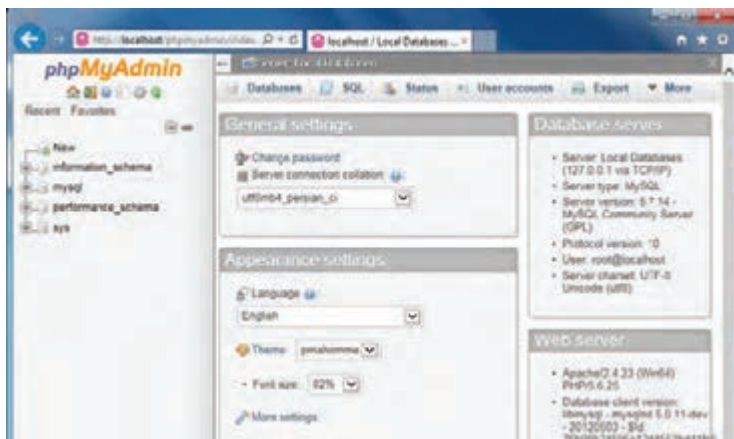 localhost/phpmyadmin/
localhost / Local Databases ...
phpMyAdmin
Recent Favorites
New
information_schema
mysql
performance_schema
sys
Server: Local Databases
Databases SQL Status User accounts Export More
General settings
Change password
Server connection collation
utf8mb4_persian_ci
Appearance settings
Language
English
Theme pmahomme
Font size: 82%
More settings
Database server
Server: Local Databases
(127.0.0.1 via TCP/IP)
Server type: MySQL
Server version: 5.7.14 -
MySQL Community Server
(GPL)
Protocol version: 10
User: root@localhost
Server charset: UTF-8
Unicode (utf8)
Web server
Apache/2.4.23 (Win64)
PHP/5.6.25
Database client version:
libmysql - mysqlnd 5.0.11-dev
- 20120503 - $Id: